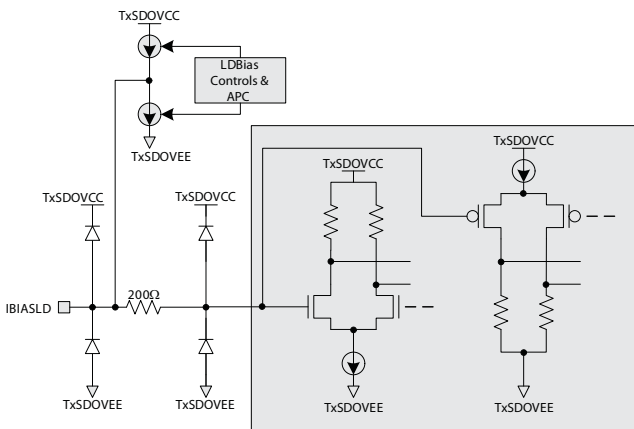 TxSDOVCC
LDBias
Controls &
APC
TxSDOVEE
TxSDOVCC
TxSDOVCC
TxSDOVCC
TxSDOVCC
200Ω
IBIASLD
TxSDOVEE
TxSDOVEE
TxSDOVEE
TxSDOVEE